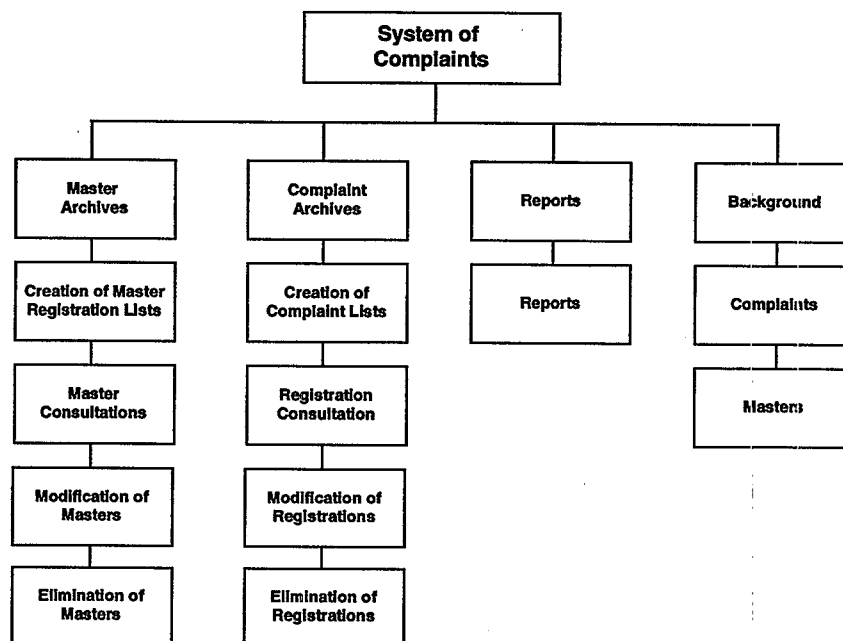 System of
Complaints
Master
Archives
Complaint
Archives
Reports
Background
Creation of Master
Registration Lists
Creation of
Complaint Lists
Reports
Complaints
Master
Consultations
Registration
Consultation
Masters
Modification of
Masters
Modification of
Registrations
Elimination of
Masters
Elimination of
Registrations